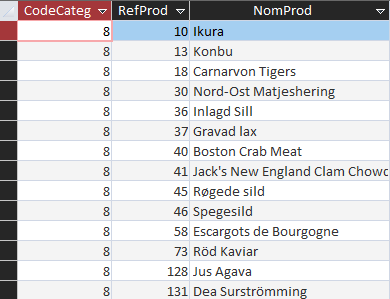 CodeCateg RefProd NomProd
8 10 Ikura
8 13 Konbu
8 18 Carnarvon Tigers
8 30 Nord-Ost Matjeshering
8 36 Inlagd Sill
8 37 Gravad lax
8 40 Boston Crab Meat
8 41 Jack's New England Clam Chowd
8 45 Røgede sild
8 46 Spegesild
8 58 Escargots de Bourgogne
8 73 Röd Kaviar
8 128 Jus Agava
8 131 Dea Surströmming